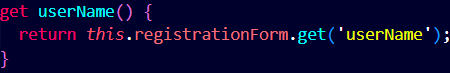 get userName() {
  return this.registrationForm.get('userName');
}